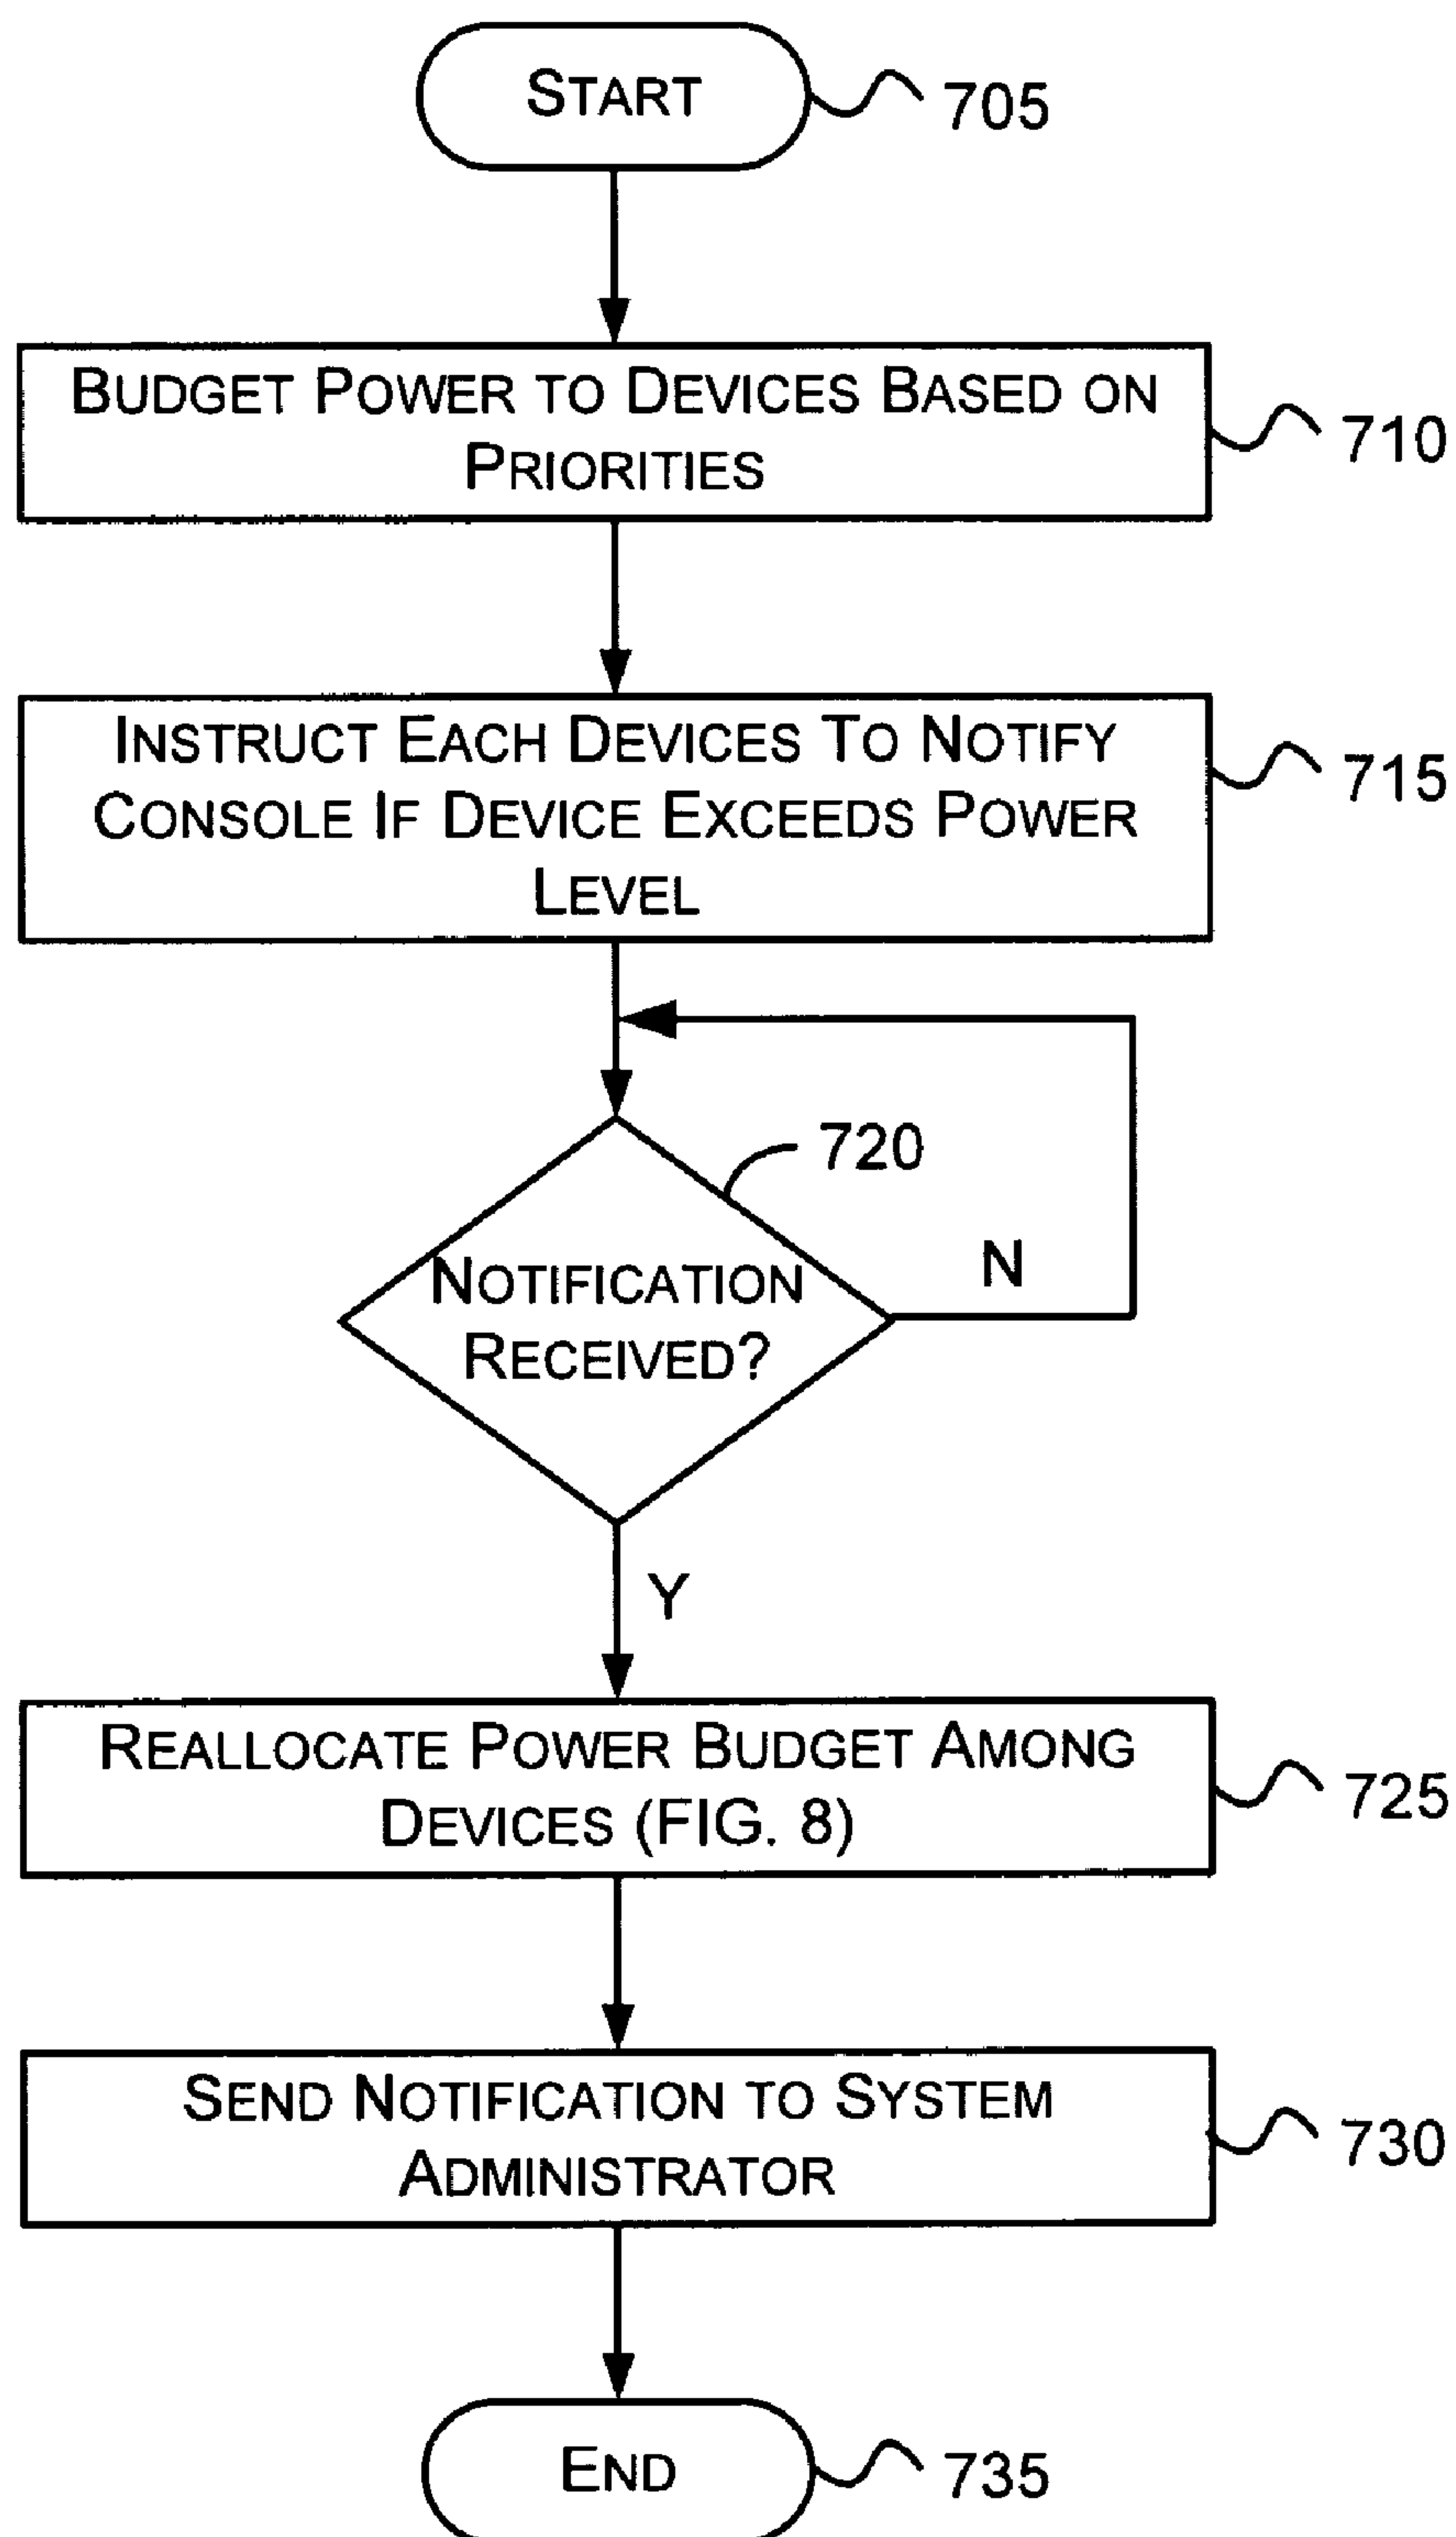 START
705
BUDGET POWER TO DEVICES BASED ON
PRIORITIES
710
INSTRUCT EACH DEVICES TO NOTIFY
CONSOLE IF DEVICE EXCEEDS POWER
LEVEL
715
720
NOTIFICATION
RECEIVED?
N
Y
REALLOCATE POWER BUDGET AMONG
DEVICES (FIG. 8)
725
SEND NOTIFICATION TO SYSTEM
ADMINISTRATOR
730
END
735